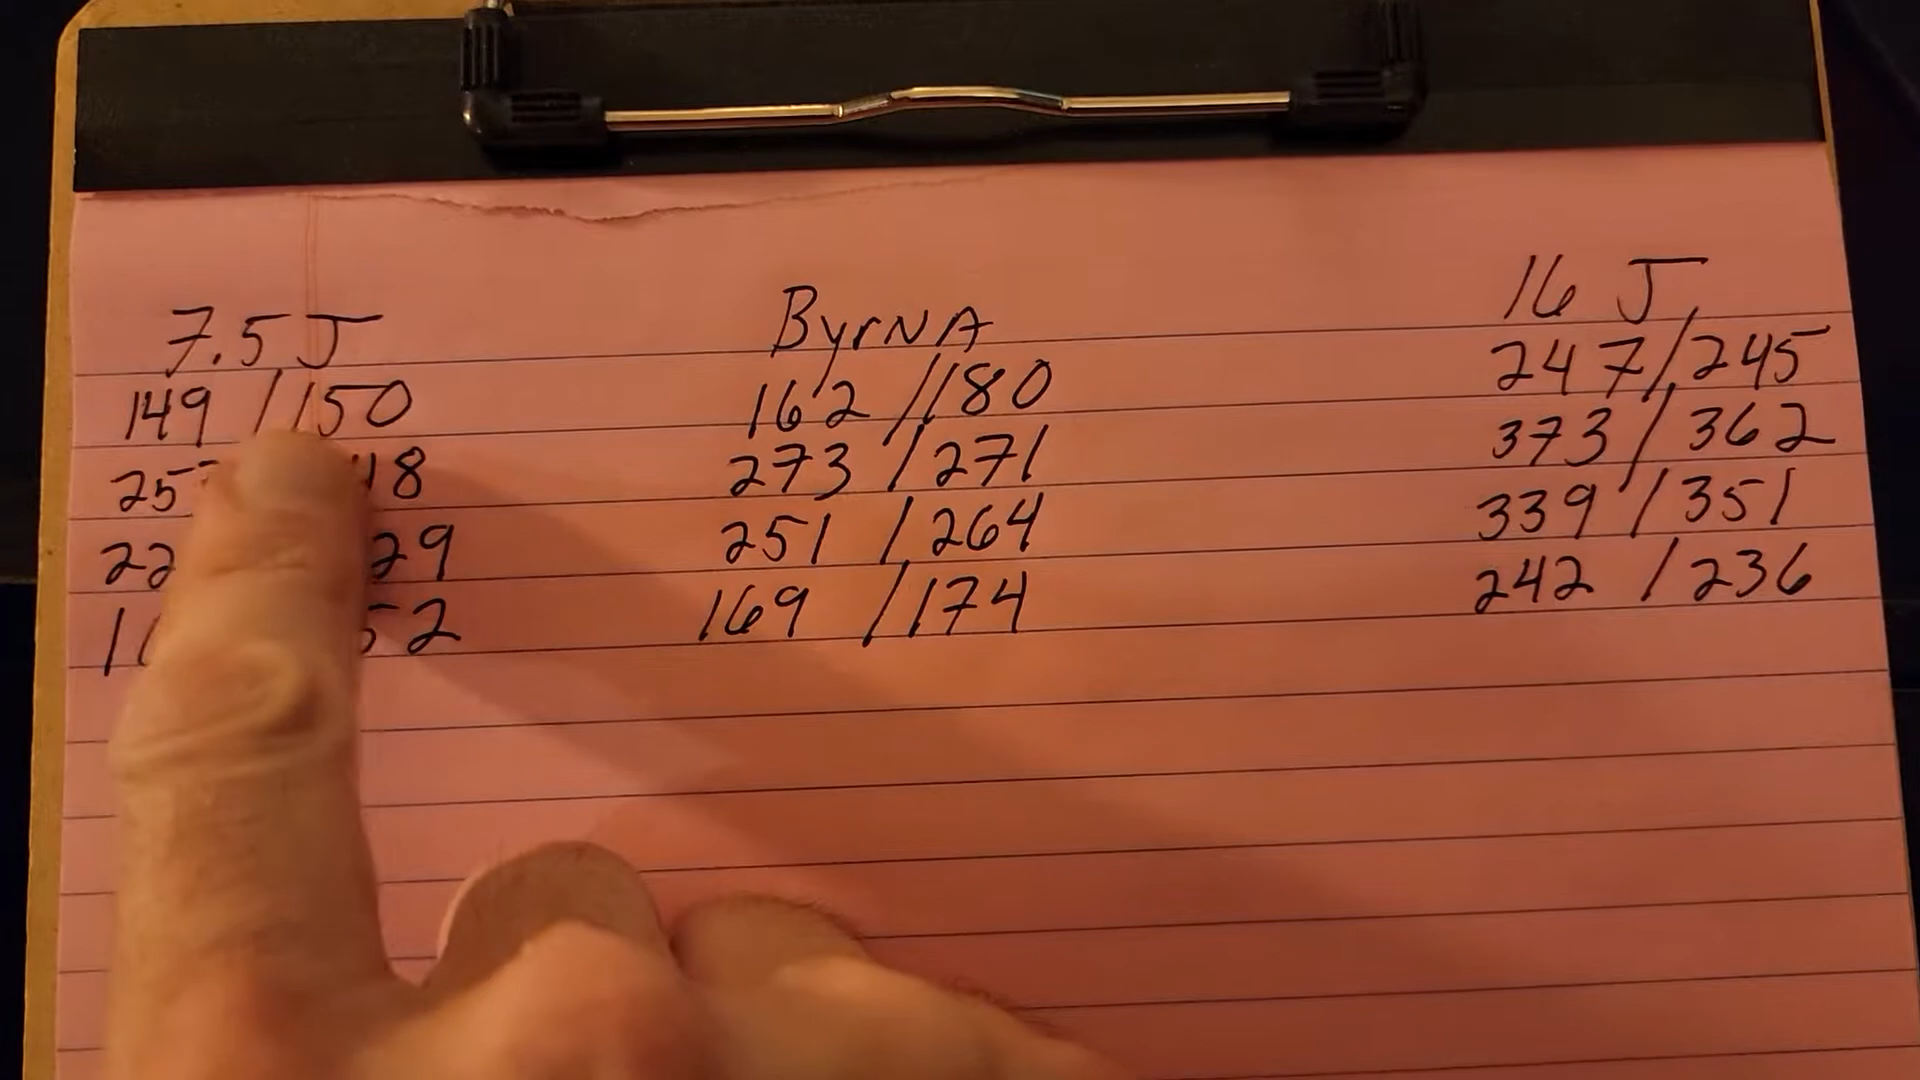 7.5 J ByrNA 16 J
149 / 150 162 / 180 247 / 245
273 / 271 373 / 362
251 / 264 339 / 351
169 / 174 242 / 236